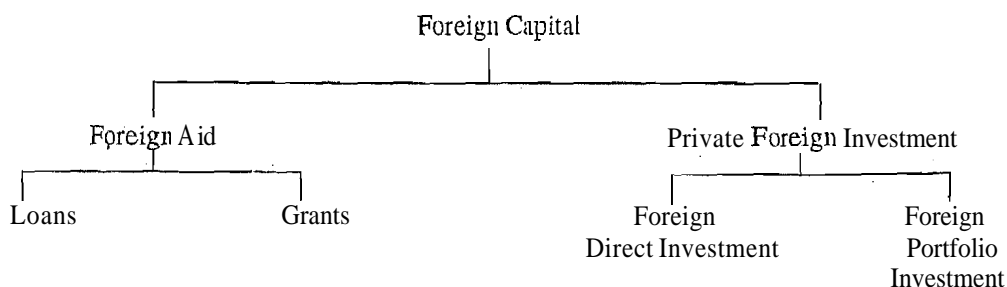 Foreign Capital
Foreign Aid
Private Foreign Investment
Loans
Grants
Foreign
Direct Investment
Foreign
Portfolio
Investment